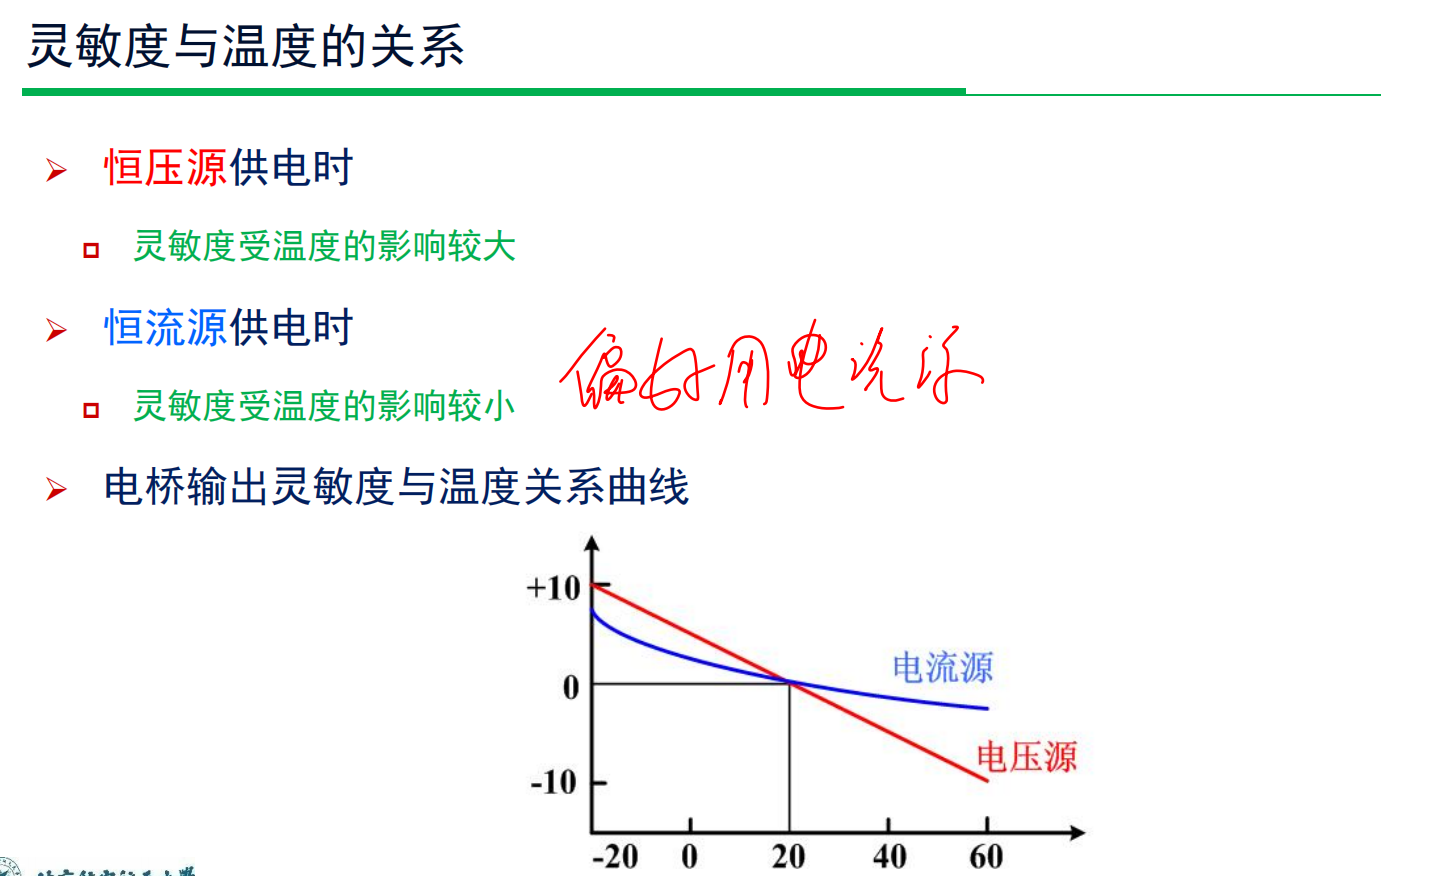 灵敏度与温度的关系
恒压源供电时
灵敏度受温度的影响较大
恒流源供电时
灵敏度受温度的影响较小
偏好用电流源
电桥输出灵敏度与温度关系曲线
+10
0
-10
电流源
电压源
-20 0 20 40 60